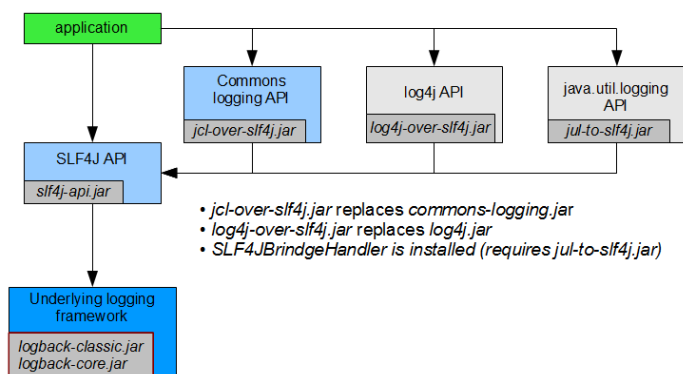 application
Commons
logging API
jcl-over-slf4j.jar
log4j API
log4j-over-slf4j.jar
java.util.logging
API
jul-to-slf4j.jar
SLF4J API
slf4j-api.jar
• jcl-over-slf4j.jar replaces commons-logging.jar
• log4j-over-slf4j.jar replaces log4j.jar
• SLF4JBrindgeHandler is installed (requires jul-to-slf4j.jar)
Underlying logging
framework
logback-classic.jar
logback-core.jar